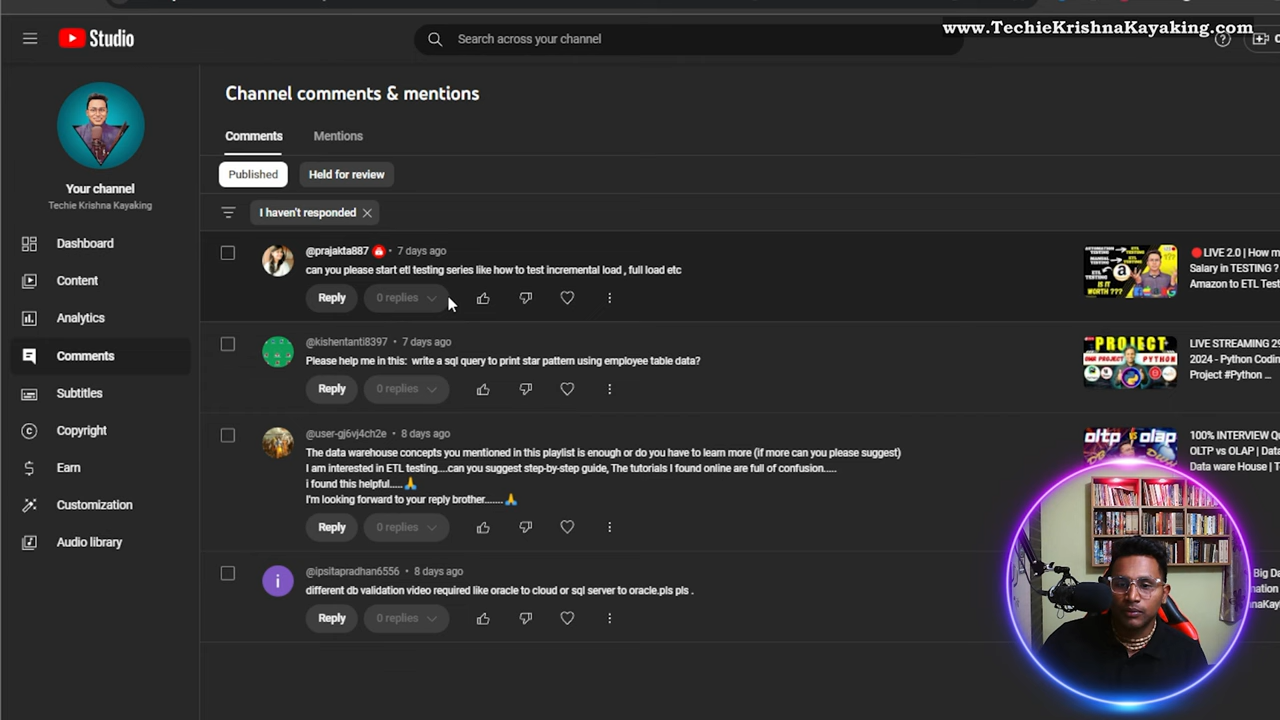 www.TechieKrishnaKayaking.com
Studio
Search across your channel
Channel comments & mentions
Comments
Mentions
Published
Held for review
I haven't responded
Your channel
Techie Krishna Kayaking
Dashboard
Content
Analytics
Comments
Subtitles
Copyright
Earn
Customization
Audio library
@prajakta887 • 7 days ago
can you please start etl testing series like how to test incremental load , full load etc
Reply
0 replies
LIVE 2.0 | How m
Salary in TESTING ?
Amazon to ETL Test
@kishentanti8397 • 7 days ago
Please help me in this: write a sql query to print star pattern using employee table data?
Reply
0 replies
PROJECT
PYTHON
LIVE STREAMING 29
2024 - Python Coding
Project #Python ...
@user-gj6vj4ch2e • 8 days ago
The data warehouse concepts you mentioned in this playlist is enough or do you have to learn more (if more can you please suggest)
I am interested in ETL testing....can you suggest step-by-step guide, The tutorials I found online are full of confusion.....
i found this helpful.....🙏
I'm looking forward to your reply brother.......🙏
Reply
0 replies
oltp olap
100% INTERVIEW Qu
OLTP vs OLAP | Data
Data ware House | T
i
@ipsitapradhan6556 • 8 days ago
different db validation video required like oracle to cloud or sql server to oracle.pls pls .
Reply
0 replies